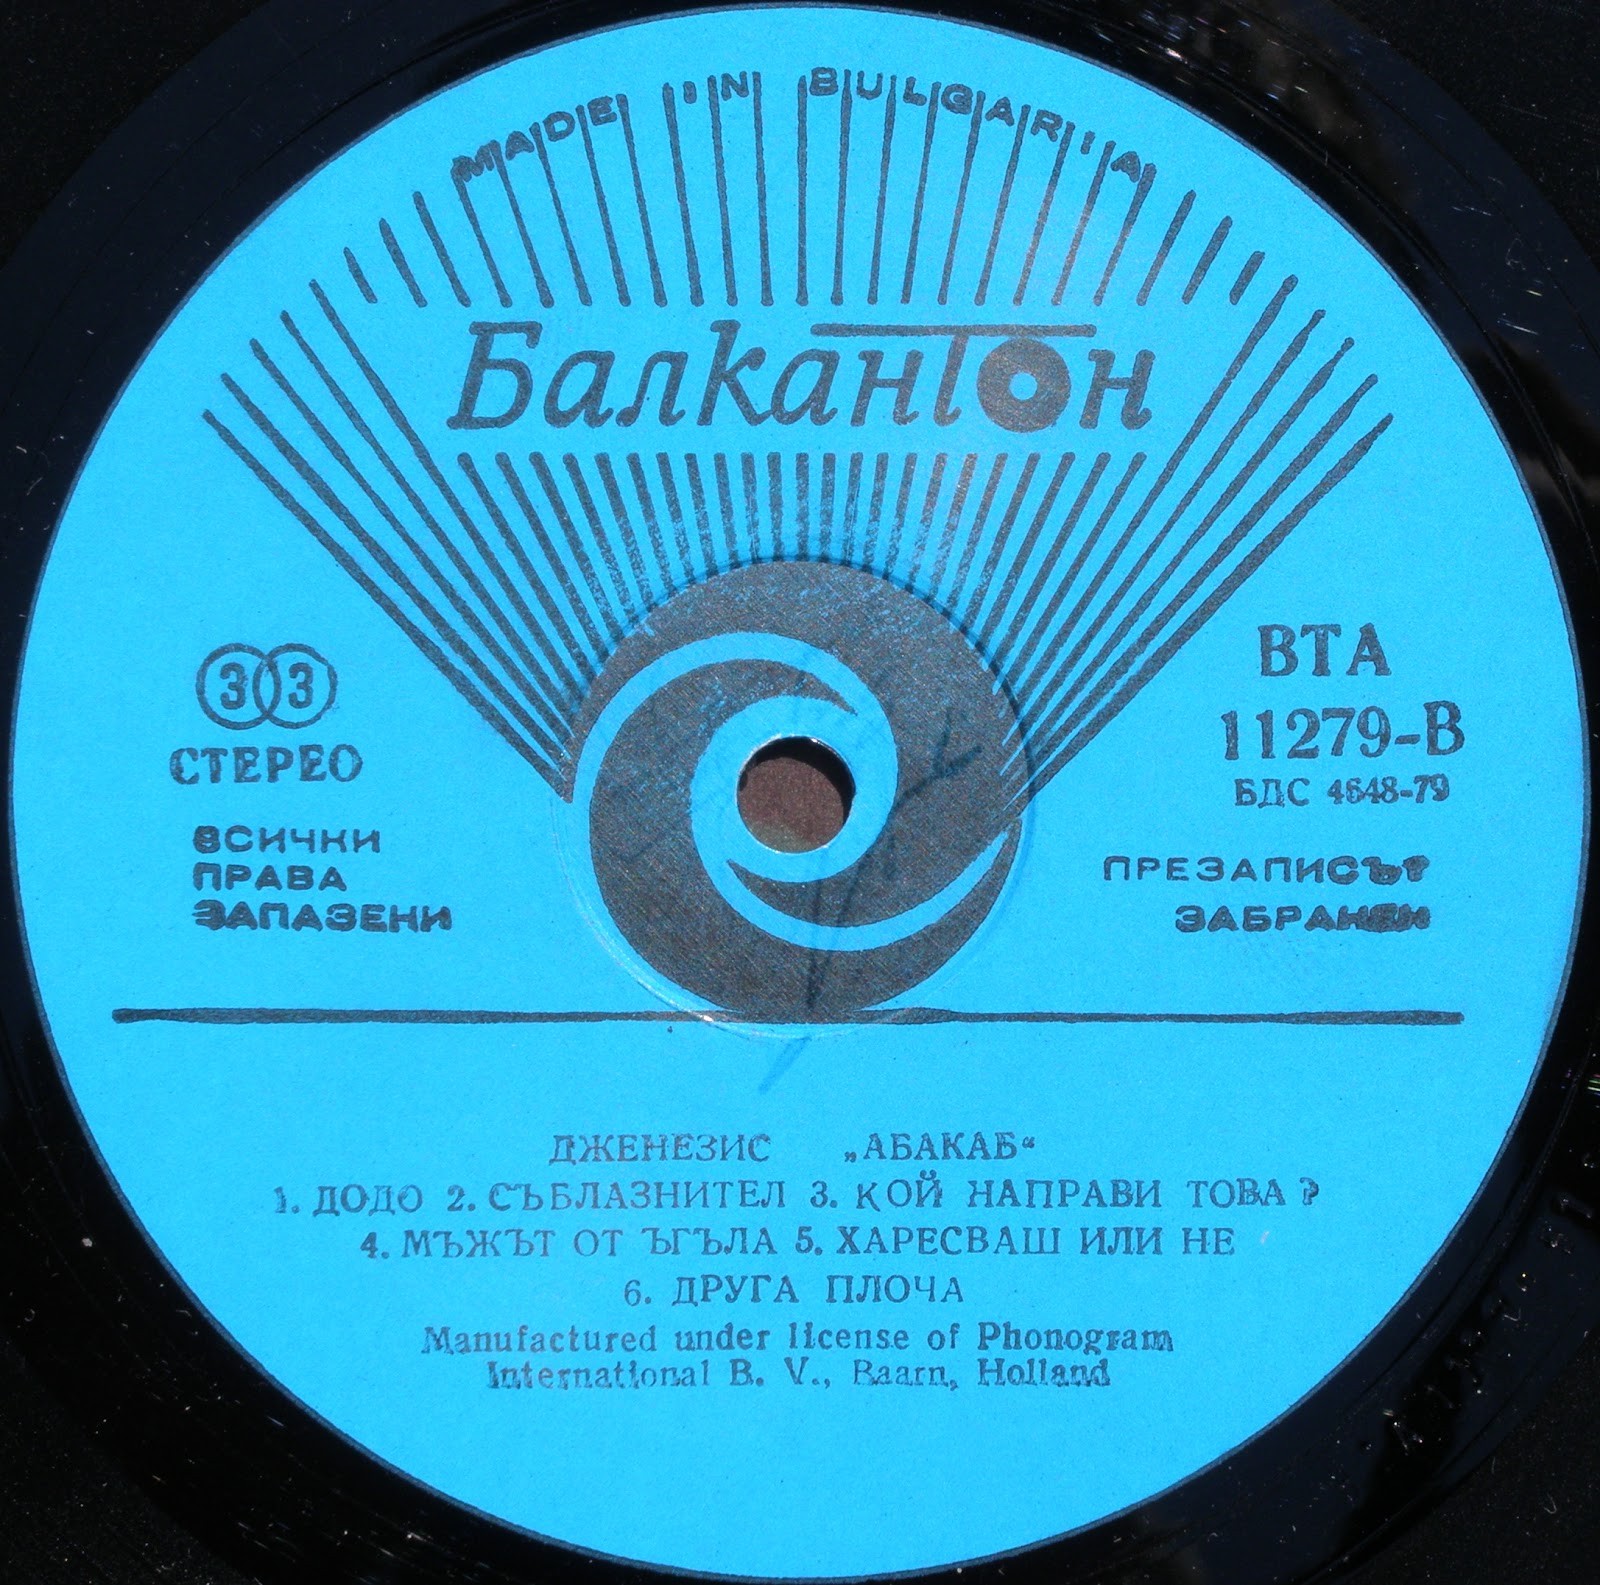 MADE IN BULGARIA
Балкантон
33
СТЕРЕО
ВСИЧКИ
ПРАВА
ЗАПАЗЕНИ
ВТА
11279-В
БДС 4648-79
ПРЕЗАПИСЪТ
ЗАБРАНЕН
ДЖЕНЕЗИС „АБАКАБ“
1. ДОДО 2. СЪБЛАЗНИТЕЛ 3. КОЙ НАПРАВИ ТОВА?
4. МЪЖЪТ ОТ ЪГЪЛА 5. ХАРЕСВАШ ИЛИ НЕ
6. ДРУГА ПЛОЧА
Manufactured under license of Phonogram
International B. V., Baarn, Holland